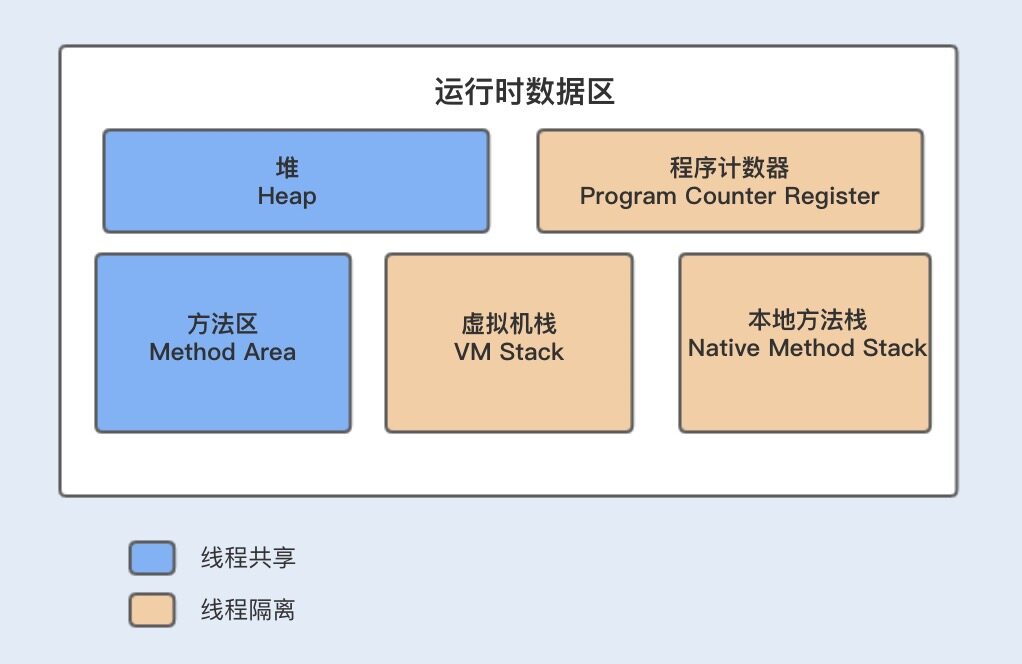 运行时数据区
堆
Heap
程序计数器
Program Counter Register
方法区
Method Area
虚拟机栈
VM Stack
本地方法栈
Native Method Stack
线程共享
线程隔离